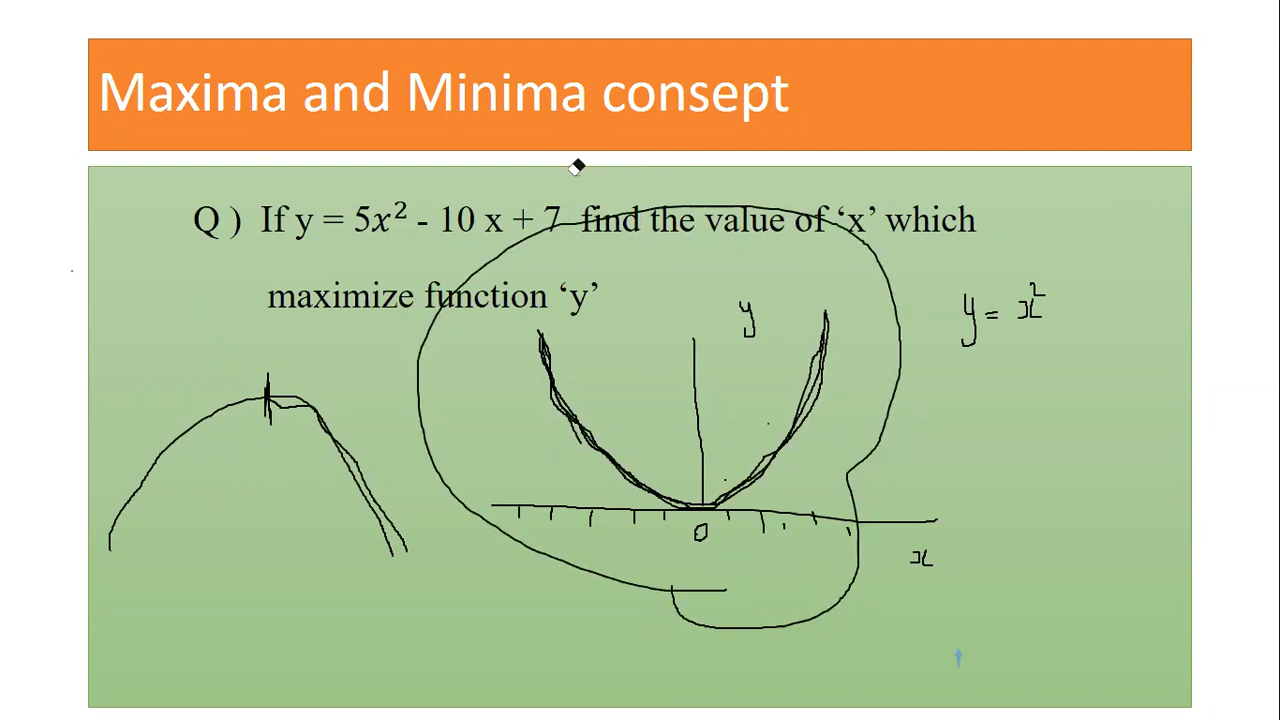 Maxima and Minima consept
Q ) If y = 5x² - 10 x + 7 find the value of ‘x’ which
maximize function ‘y’
y
y = x²
0
x